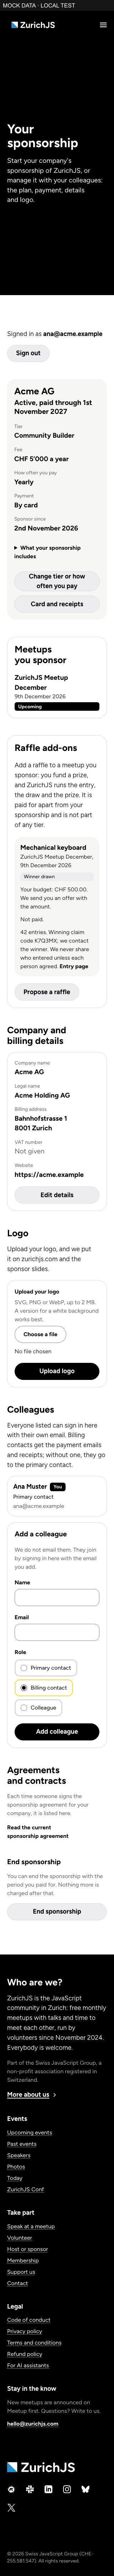 MOCK DATA · LOCAL TEST
ZurichJS
Your
sponsorship
Start your company's
sponsorship of ZurichJS, or
manage it with your colleagues:
the plan, payment, details
and logo.
Signed in as ana@acme.example
Sign out
Acme AG
Active, paid through 1st
November 2027
Tier
Community Builder
Fee
CHF 5'000 a year
How often you pay
Yearly
Payment
By card
Sponsor since
2nd November 2026
What your sponsorship
includes
Change tier or how
often you pay
Card and receipts
Meetups
you sponsor
ZurichJS Meetup
December
9th December 2026
Upcoming
Raffle add-ons
Add a raffle to a meetup you
sponsor: you fund a prize,
and ZurichJS runs the entry,
the draw and the prize. It is
paid for apart from your
sponsorship and is not part
of any tier.
Mechanical keyboard
ZurichJS Meetup December,
9th December 2026
Winner drawn
Your budget: CHF 500.00.
We send you an offer with
the amount.
Not paid.
42 entries. Winning claim
code K7Q3MX; we contact
the winner. We never share
who entered unless each
person agreed. Entry page
Propose a raffle
Company and
billing details
Company name
Acme AG
Legal name
Acme Holding AG
Billing address
Bahnhofstrasse 1
8001 Zurich
VAT number
Not given
Website
https://acme.example
Edit details
Logo
Upload your logo, and we put
it on zurichjs.com and the
sponsor slides.
Upload your logo
SVG, PNG or WebP, up to 2 MB.
A version for a white background
works best.
Choose a file
No file chosen
Upload logo
Colleagues
Everyone listed can sign in here
with their own email. Billing
contacts get the payment emails
and receipts; without one, they go
to the primary contact.
Ana Muster You
Primary contact
ana@acme.example
Add a colleague
We do not email them. They join
by signing in here with the email
you add.
Name
Email
Role
Primary contact
Billing contact
Colleague
Add colleague
Agreements
and contracts
Each time someone signs the
sponsorship agreement for your
company, it is listed here.
Read the current
sponsorship agreement
End sponsorship
You can end the sponsorship with the
period you paid for. Nothing more is
charged after that.
End sponsorship
Who are we?
ZurichJS is the JavaScript
community in Zurich: free monthly
meetups with talks and time to
meet each other, run by
volunteers since November 2024.
Everybody is welcome.
Part of the Swiss JavaScript Group, a
non-profit association registered in
Switzerland.
More about us
Events
Upcoming events
Past events
Speakers
Photos
Today
ZurichJS Conf
Take part
Speak at a meetup
Volunteer
Host or sponsor
Membership
Support us
Contact
Legal
Code of conduct
Privacy policy
Terms and conditions
Refund policy
For AI assistants
Stay in the know
New meetups are announced on
Meetup first. Questions? Write to us.
hello@zurichjs.com
ZurichJS
© 2026 Swiss JavaScript Group (CHE-
255.581.547). All rights reserved.